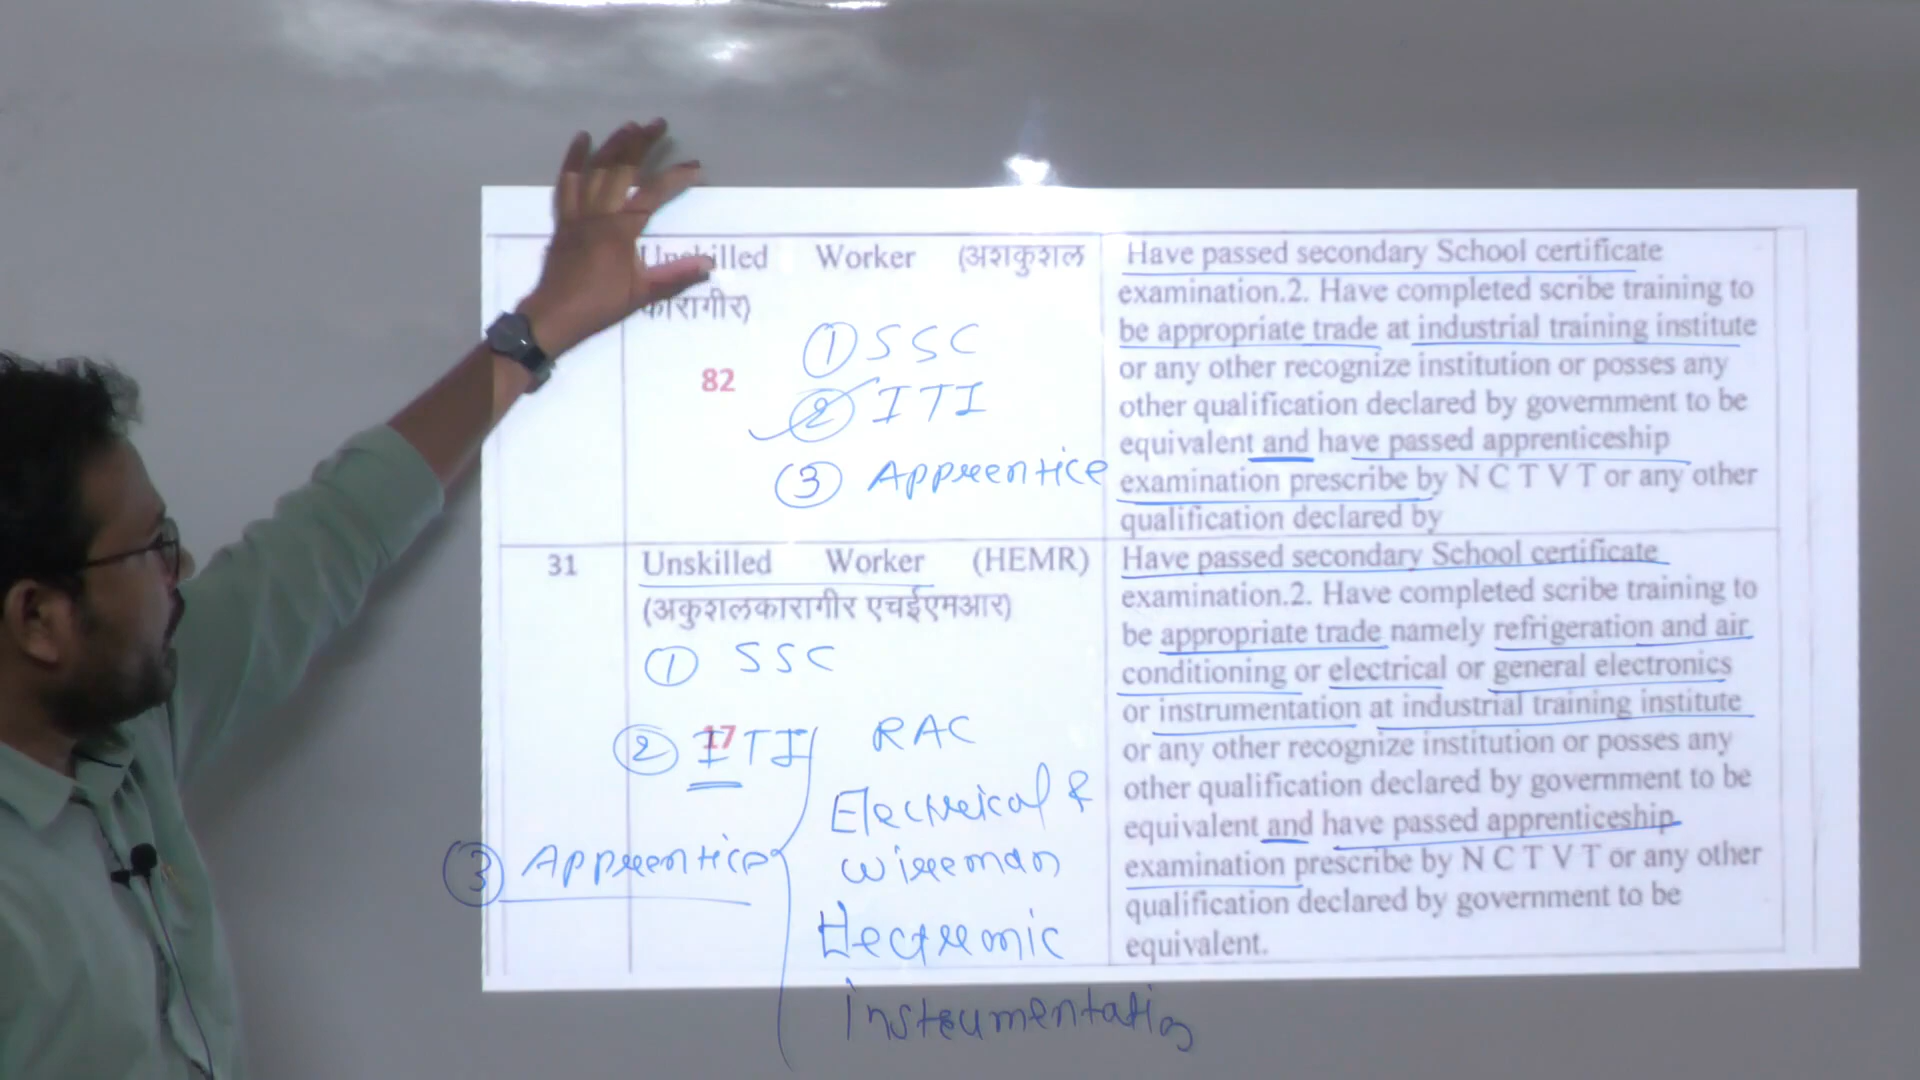 Unskilled Worker (अशकुशल
कारागीर)
82
① SSC
② ITI
③ Apprentice
Have passed secondary School certificate
examination.2. Have completed scribe training to
be appropriate trade at industrial training institute
or any other recognize institution or posses any
other qualification declared by government to be
equivalent and have passed apprenticeship
examination prescribe by N C T V T or any other
qualification declared by
31
Unskilled Worker (HEMR)
(अकुशलकारागीर एचईएमआर)
17
① SSC
② ITI
③ Apprentice
RAC
Electrical &
wireman
Electronic
Instrumentation
Have passed secondary School certificate
examination.2. Have completed scribe training to
be appropriate trade namely refrigeration and air
conditioning or electrical or general electronics
or instrumentation at industrial training institute
or any other recognize institution or posses any
other qualification declared by government to be
equivalent and have passed apprenticeship
examination prescribe by N C T V T or any other
qualification declared by government to be
equivalent.